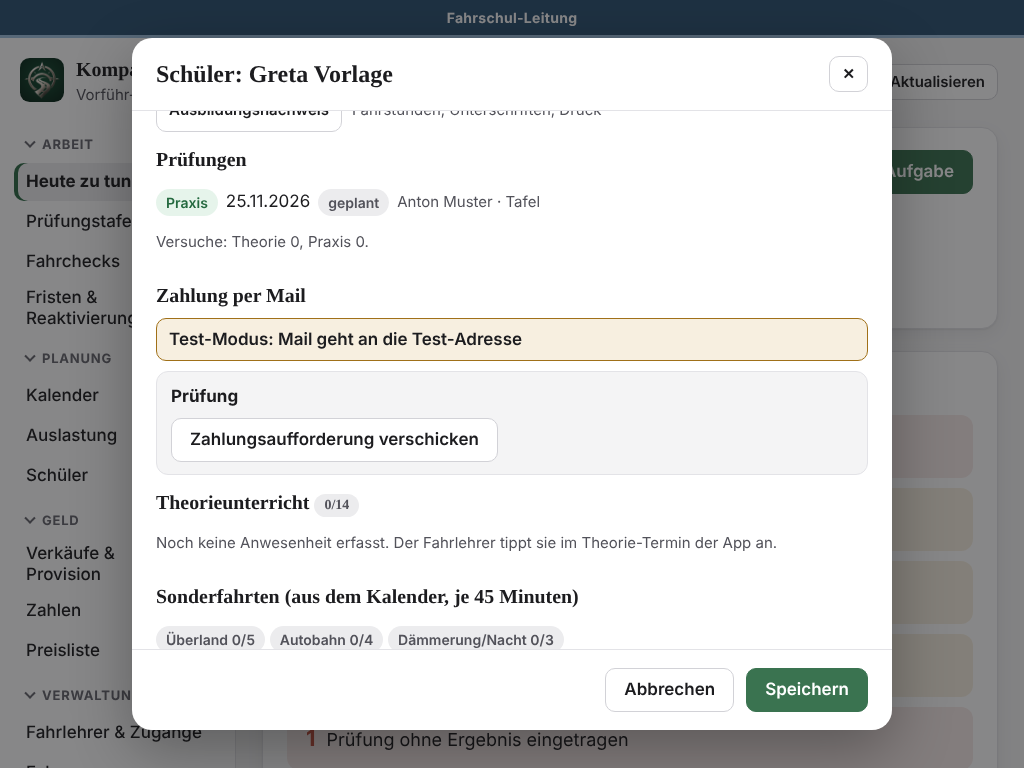 Fahrschul-Leitung
Schüler: Greta Vorlage
×
Vorführ-
Aktualisieren
Ausbildungsnachweis Fahrstunden, Unterschriften, Druck
ARBEIT
Heute zu tun
Prüfungstafe
Fahrchecks
Fristen &
Reaktivierung
PLANUNG
Kalender
Auslastung
Schüler
GELD
Verkäufe &
Provision
Zahlen
Preisliste
VERWALTUN
Fahrlehrer & Zugänge
Aufgabe
Prüfungen
Praxis 25.11.2026 geplant Anton Muster · Tafel
Versuche: Theorie 0, Praxis 0.
Zahlung per Mail
Test-Modus: Mail geht an die Test-Adresse
Prüfung
Zahlungsaufforderung verschicken
Theorieunterricht 0/14
Noch keine Anwesenheit erfasst. Der Fahrlehrer tippt sie im Theorie-Termin der App an.
Sonderfahrten (aus dem Kalender, je 45 Minuten)
Überland 0/5 Autobahn 0/4 Dämmerung/Nacht 0/3
Abbrechen
Speichern
1 Prüfung ohne Ergebnis eingetragen